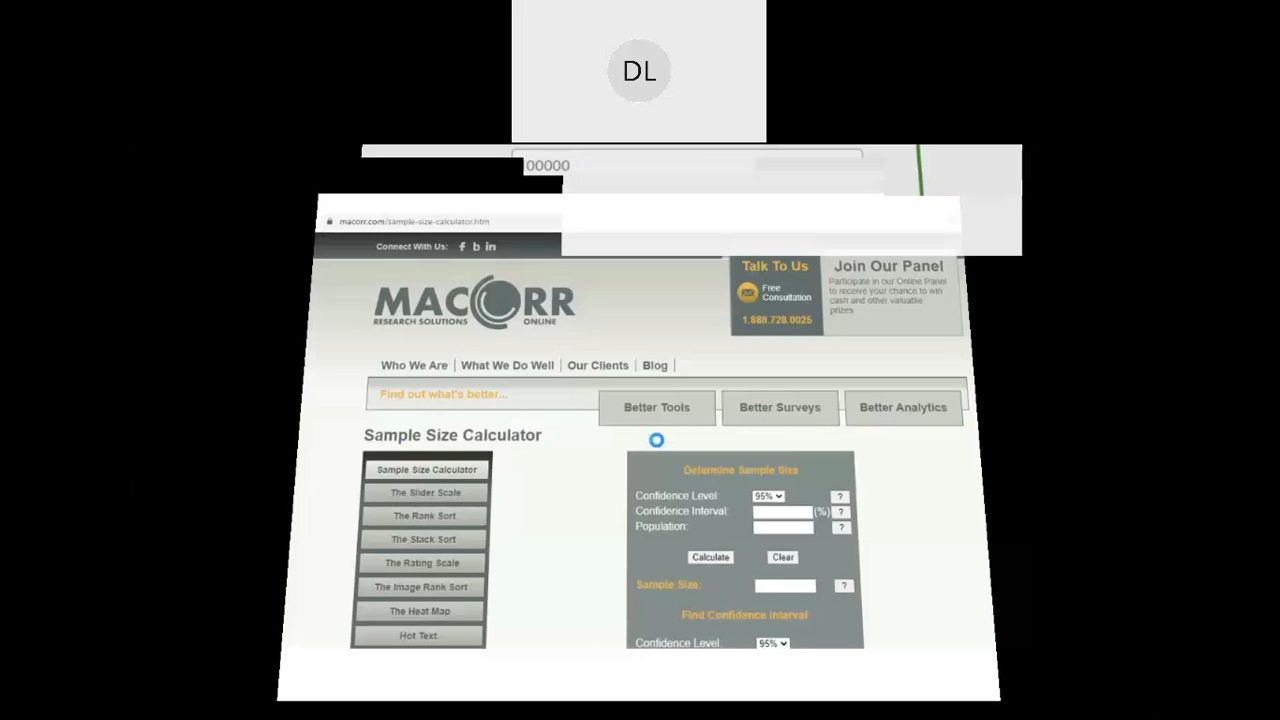 DL
00000
macorr.com/sample-size-calculator.htm
Connect With Us: f b in
Talk To Us
Free
Consultation
1.888.728.0025
Join Our Panel
Participate in our Online Panel
to receive your chance to win
cash and other valuable
prizes
MACORR
RESEARCH SOLUTIONS ONLINE
Who We Are | What We Do Well | Our Clients | Blog |
Find out what's better...
Better Tools
Better Surveys
Better Analytics
Sample Size Calculator
Sample Size Calculator
The Slider Scale
The Rank Sort
The Stack Sort
The Rating Scale
The Image Rank Sort
The Heat Map
Hot Text
Determine Sample Size
Confidence Level: 95% ?
Confidence Interval: (%) ?
Population: ?
Calculate Clear
Sample Size: ?
Find Confidence Interval
Confidence Level 95%